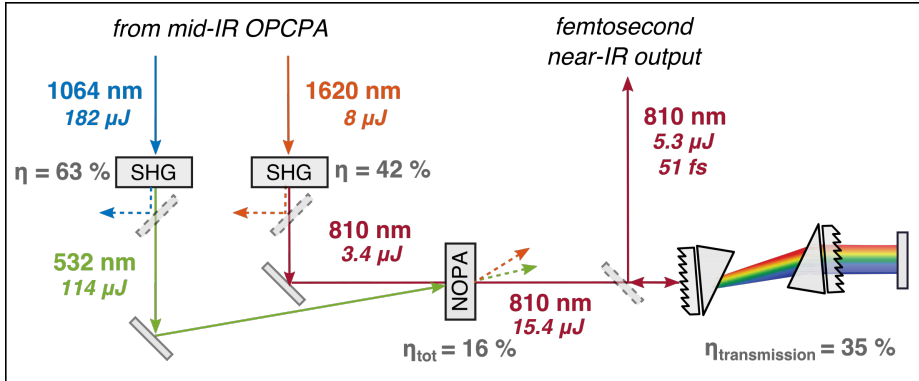 from mid-IR OPCPA
femtosecond
near-IR output
1064 nm
182 µJ
1620 nm
8 µJ
810 nm
5.3 µJ
51 fs
η = 63 %
SHG
SHG
η = 42 %
810 nm
3.4 µJ
532 nm
114 µJ
NOPA
810 nm
15.4 µJ
ηtot = 16 %
ηtransmission = 35 %